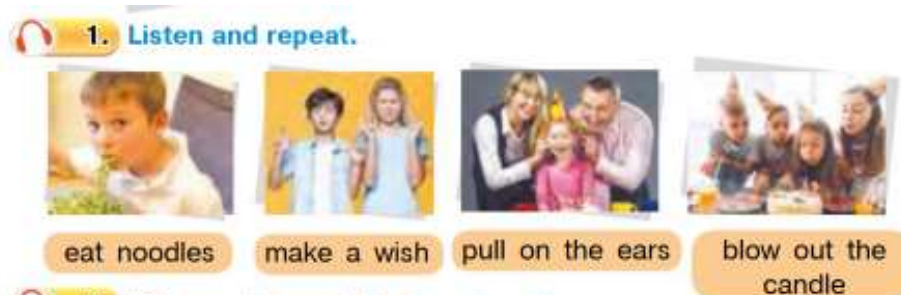 1. Listen and repeat.
eat noodles
make a wish
pull on the ears
blow out the
candle